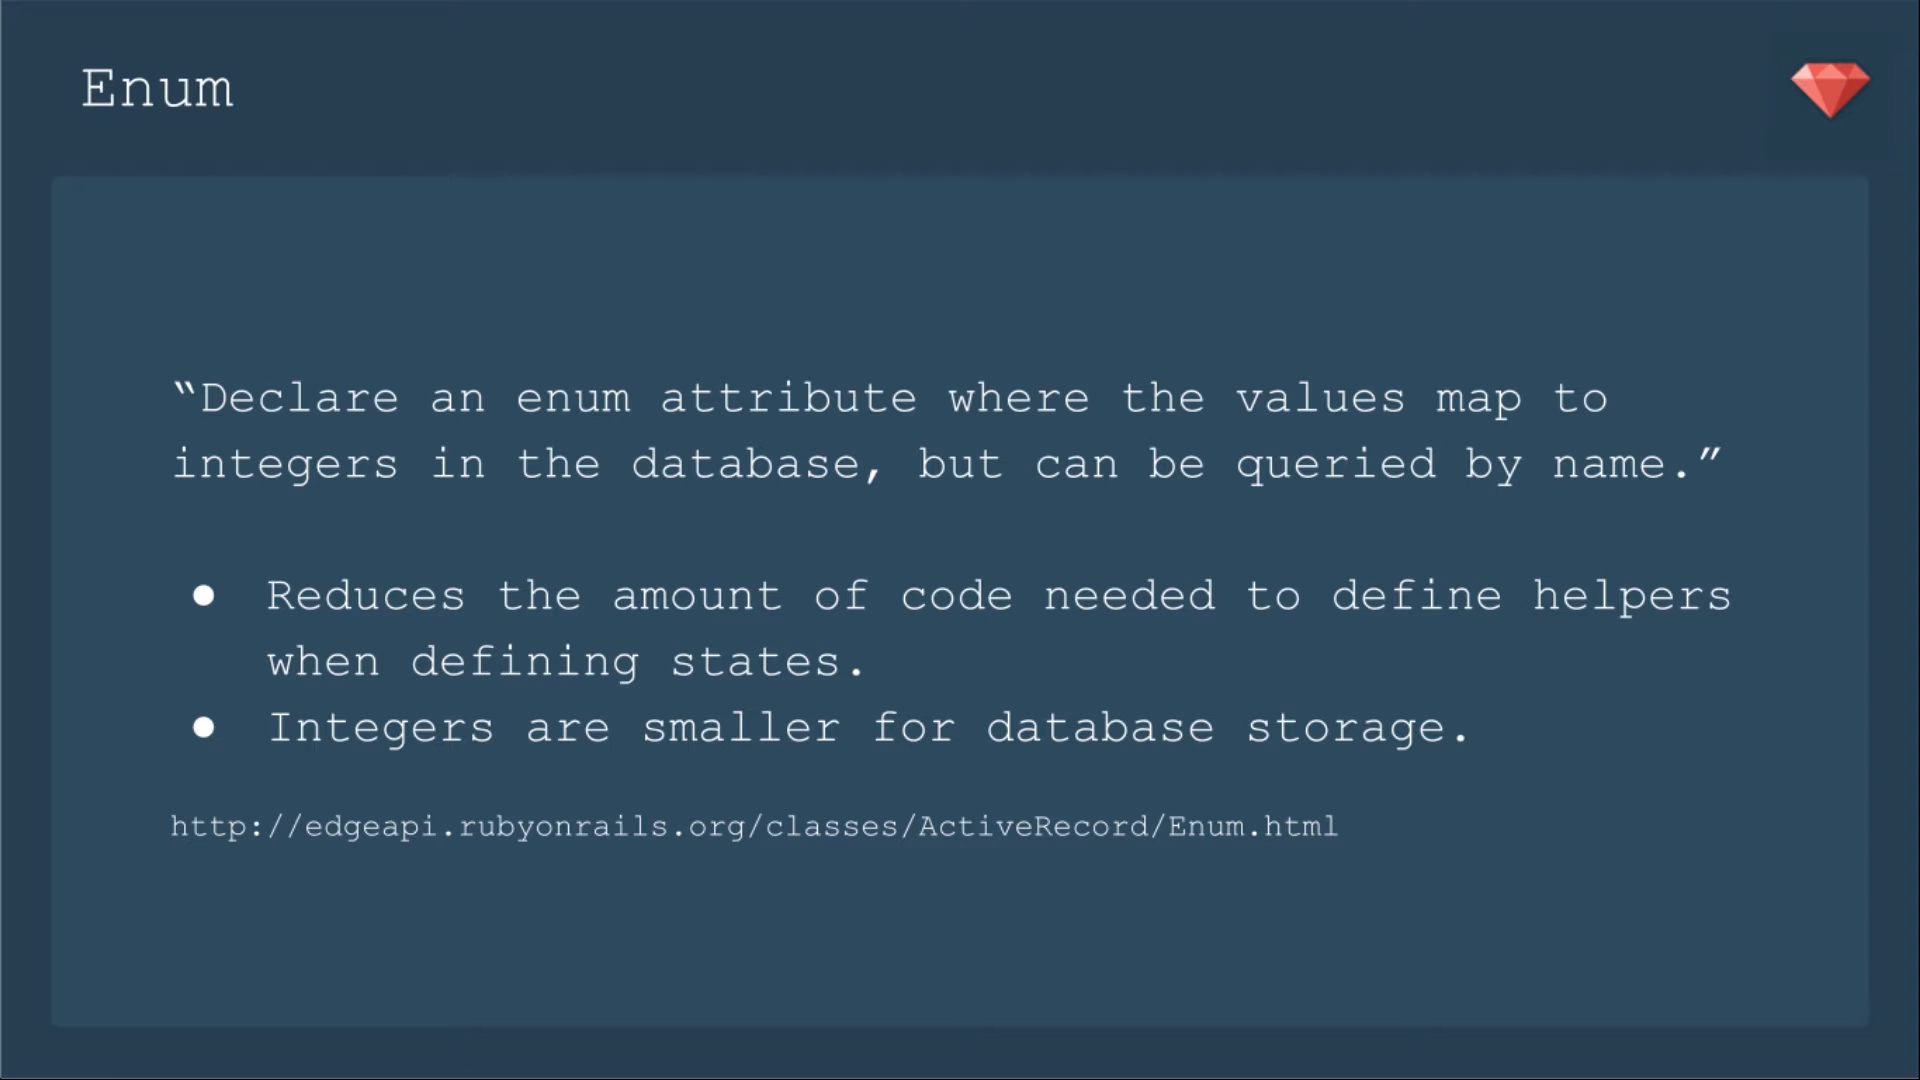 Enum
“Declare an enum attribute where the values map to
integers in the database, but can be queried by name.”
● Reduces the amount of code needed to define helpers
when defining states.
● Integers are smaller for database storage.
http://edgeapi.rubyonrails.org/classes/ActiveRecord/Enum.html